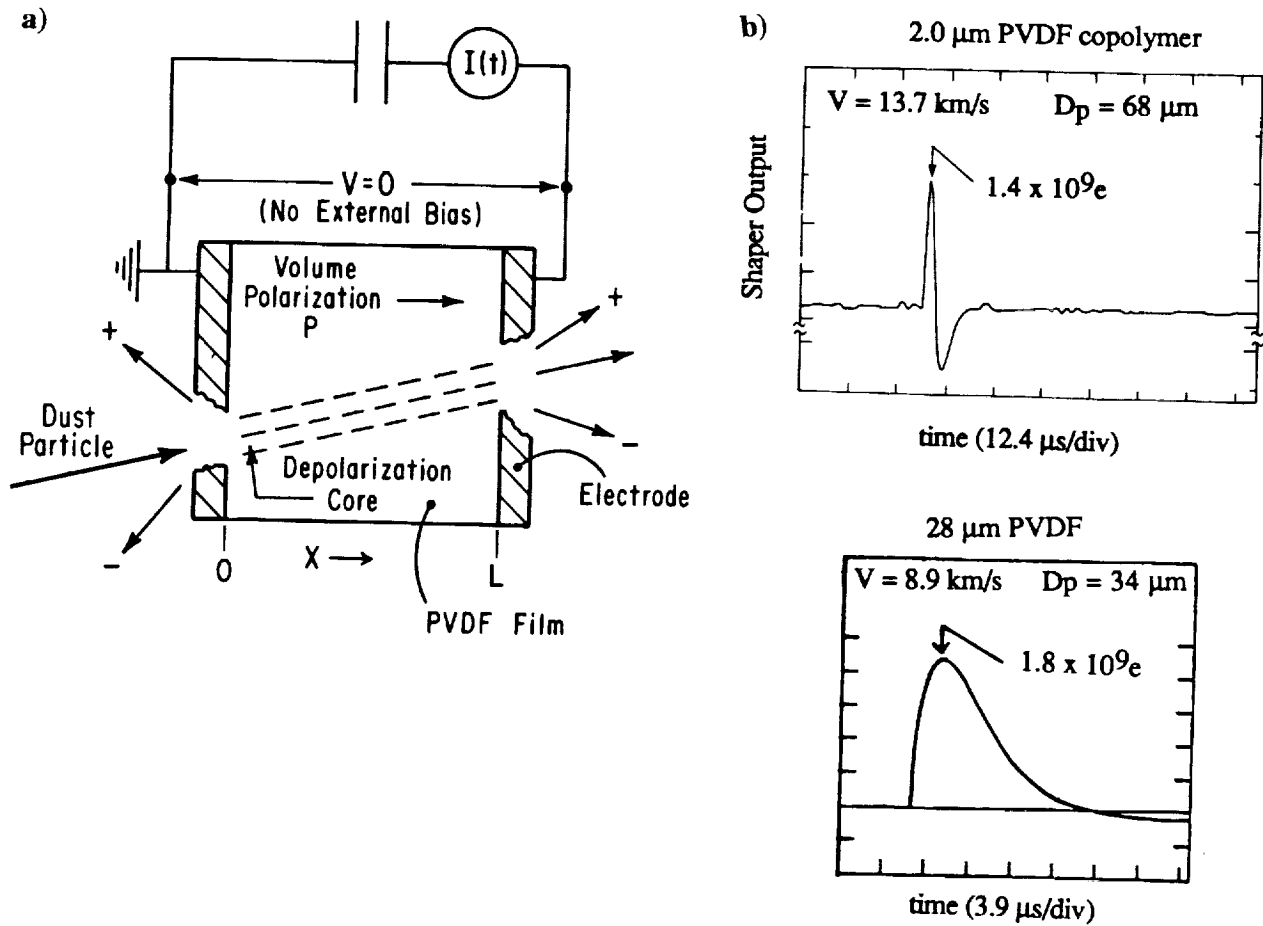 a)
I(t)
V=O
(No External Bias)
Volume
Polarization
P
+
+
Dust
Particle
Depolarization
Core
Electrode
-
-
O
X
L
PVDF Film
b)
2.0 μm PVDF copolymer
V = 13.7 km/s Dp = 68 μm
1.4 x 10⁹e
Shaper Output
time (12.4 μs/div)
28 μm PVDF
V = 8.9 km/s Dp = 34 μm
1.8 x 10⁹e
time (3.9 μs/div)